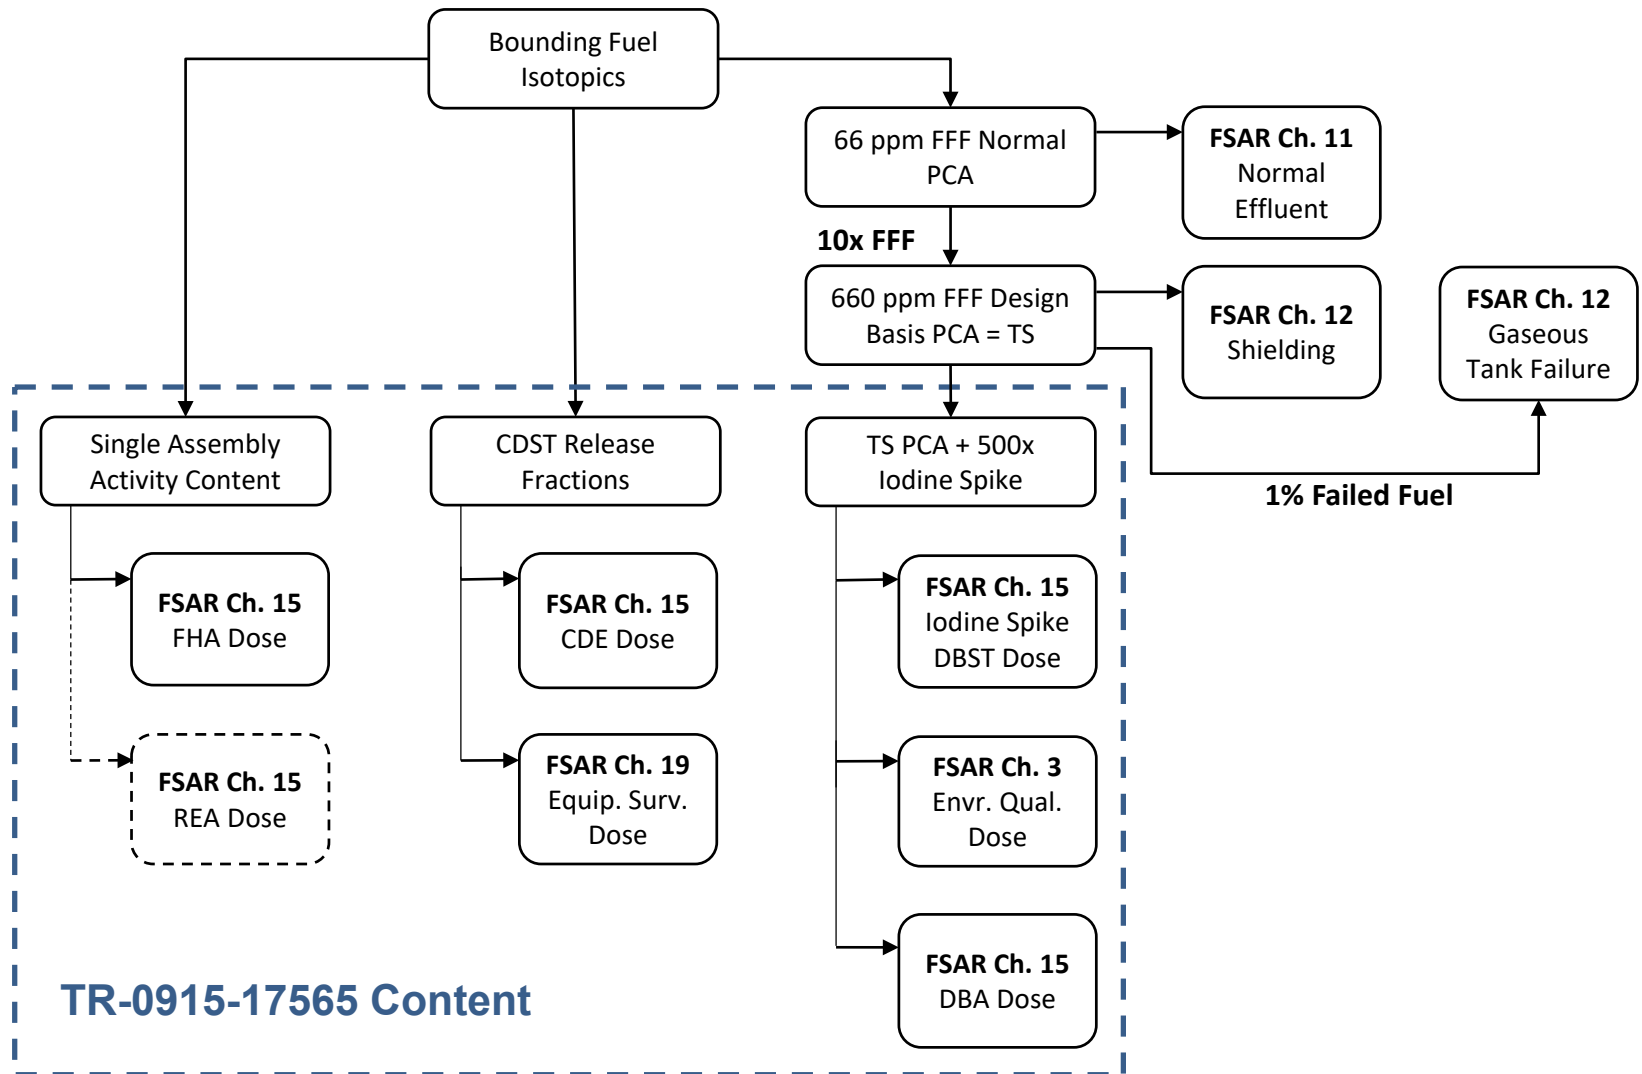 Bounding Fuel
Isotopics
66 ppm FFF Normal
PCA
FSAR Ch. 11
Normal
Effluent
10x FFF
660 ppm FFF Design
Basis PCA = TS
FSAR Ch. 12
Shielding
FSAR Ch. 12
Gaseous
Tank Failure
1% Failed Fuel
Single Assembly
Activity Content
CDST Release
Fractions
TS PCA + 500x
Iodine Spike
FSAR Ch. 15
FHA Dose
FSAR Ch. 15
CDE Dose
FSAR Ch. 15
Iodine Spike
DBST Dose
FSAR Ch. 15
REA Dose
FSAR Ch. 19
Equip. Surv.
Dose
FSAR Ch. 3
Envr. Qual.
Dose
FSAR Ch. 15
DBA Dose
TR-0915-17565 Content